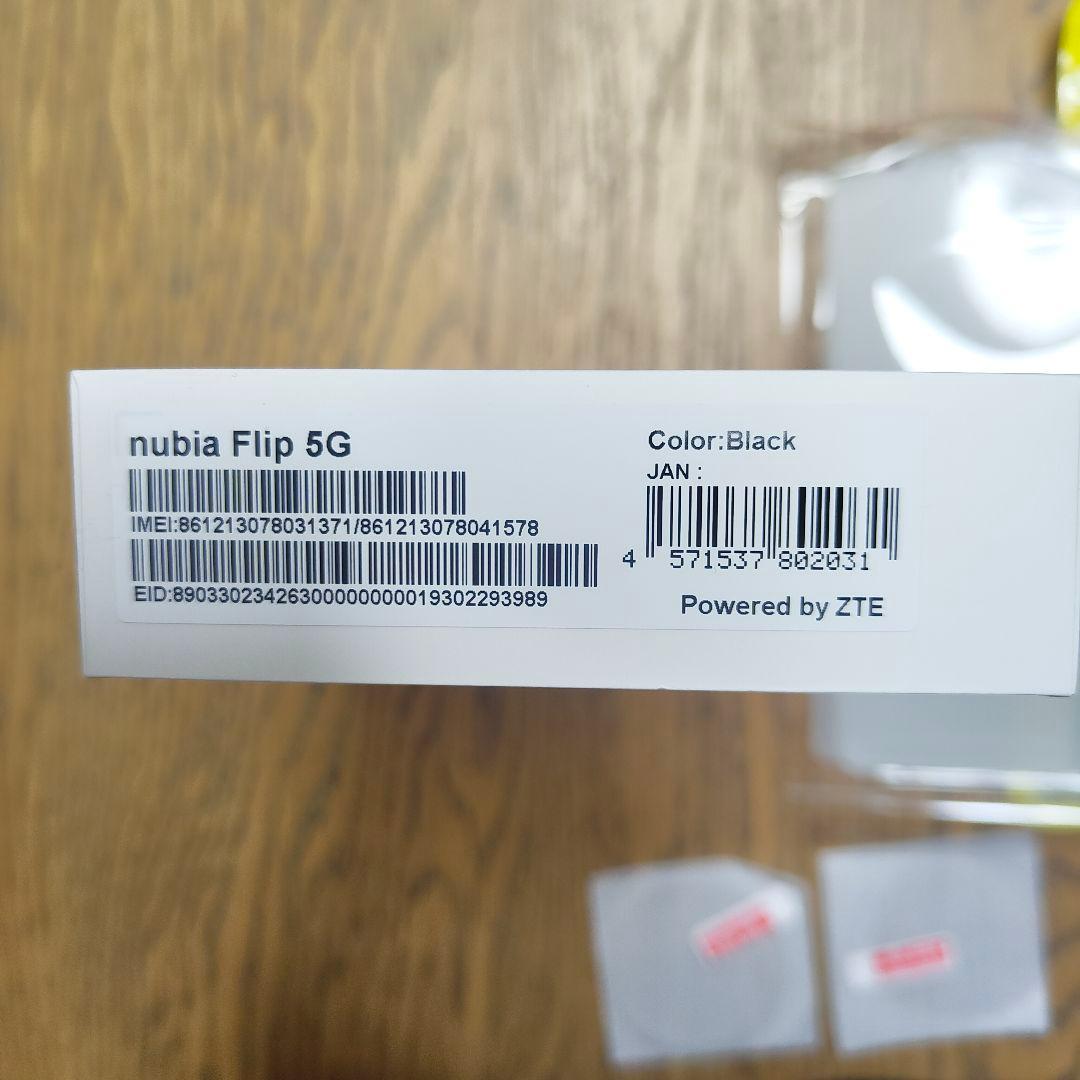 nubia Flip 5G
IMEI:861213078031371/861213078041578
EID:89033023426300000000019302293989
Color:Black
JAN :
4 571537 802031
Powered by ZTE